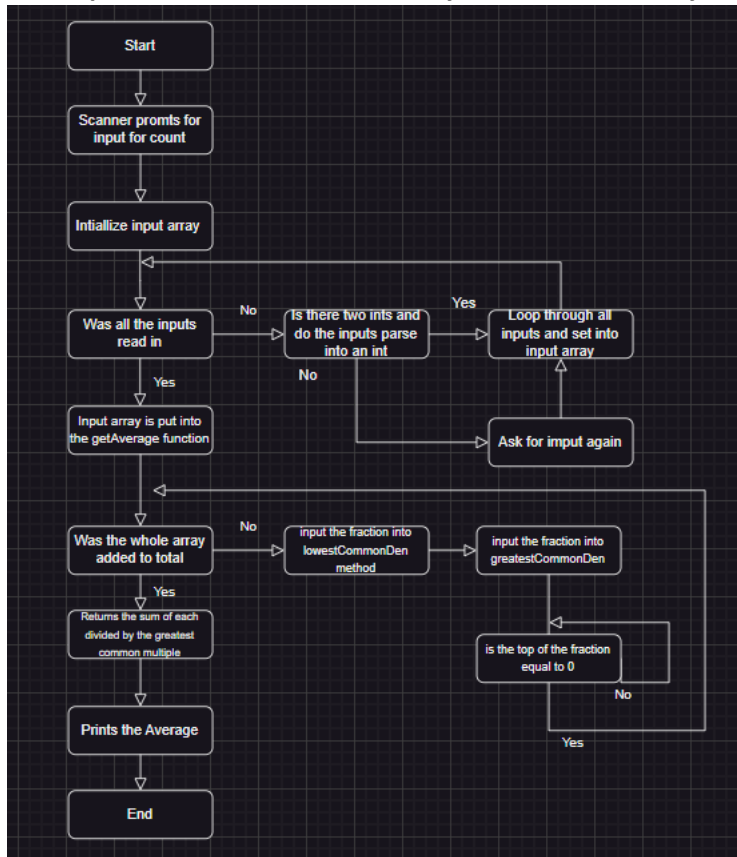 Start
Scanner promts for
input for count
Intiallize input array
Was all the inputs
read in
No
Is there two ints and
do the inputs parse
into an int
Yes
Loop through all
inputs and set into
input array
No
Yes
Ask for imput again
Input array is put into
the getAverage function
Was the whole array
added to total
No
input the fraction into
lowestCommonDen
method
input the fraction into
greatestCommonDen
Yes
Returns the sum of each
divided by the greatest
common multiple
is the top of the fraction
equal to 0
No
Yes
Prints the Average
End